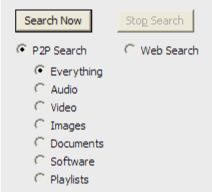 Search Now Stop Search
P2P Search Web Search
Everything
Audio
Video
Images
Documents
Software
Playlists